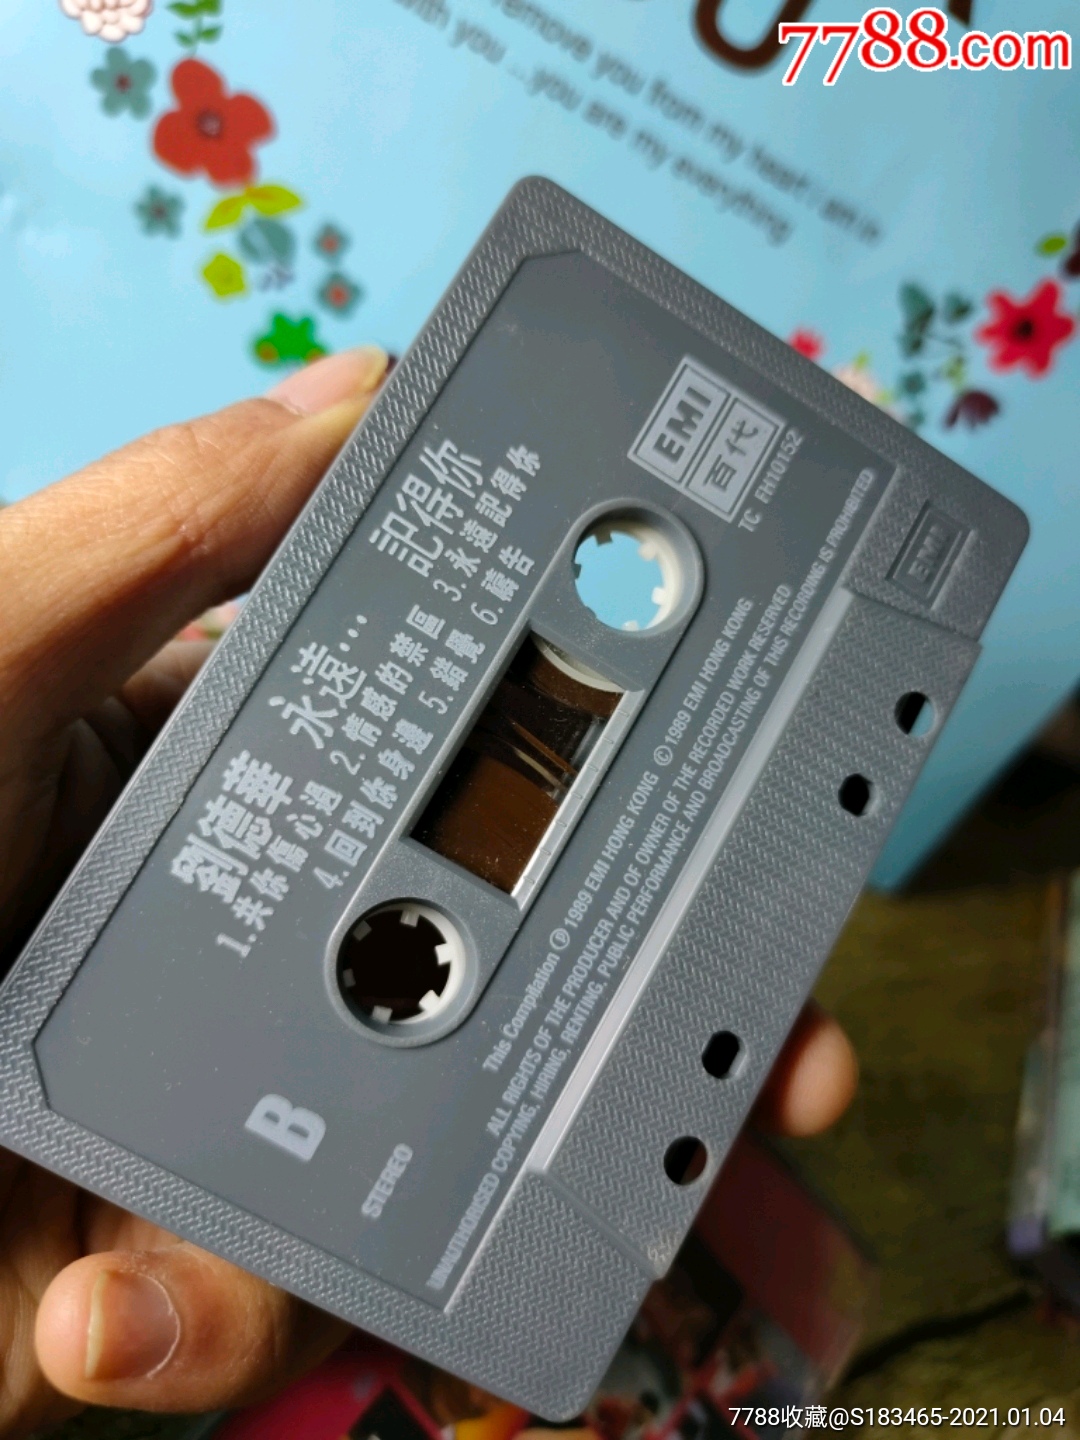 7788.com
remove you from my heart i am in
with you ...you are my everything
EMI
百代
TC FH10152
EMI
劉德華 永遠... 記得你
1.共你傷心過 2.情感的禁區 3.永遠記得你
4.回到你身邊 5.錯覺 6.禱告
B
STEREO
This Compilation Ⓟ 1989 EMI HONG KONG © 1989 EMI HONG KONG
ALL RIGHTS OF THE PRODUCER AND OF OWNER OF THE RECORDED WORK RESERVED
UNAUTHORISED COPYING, HIRING, RENTING, PUBLIC PERFORMANCE AND BROADCASTING OF THIS RECORDING IS PROHIBITED
7788收藏@S183465-2021.01.04